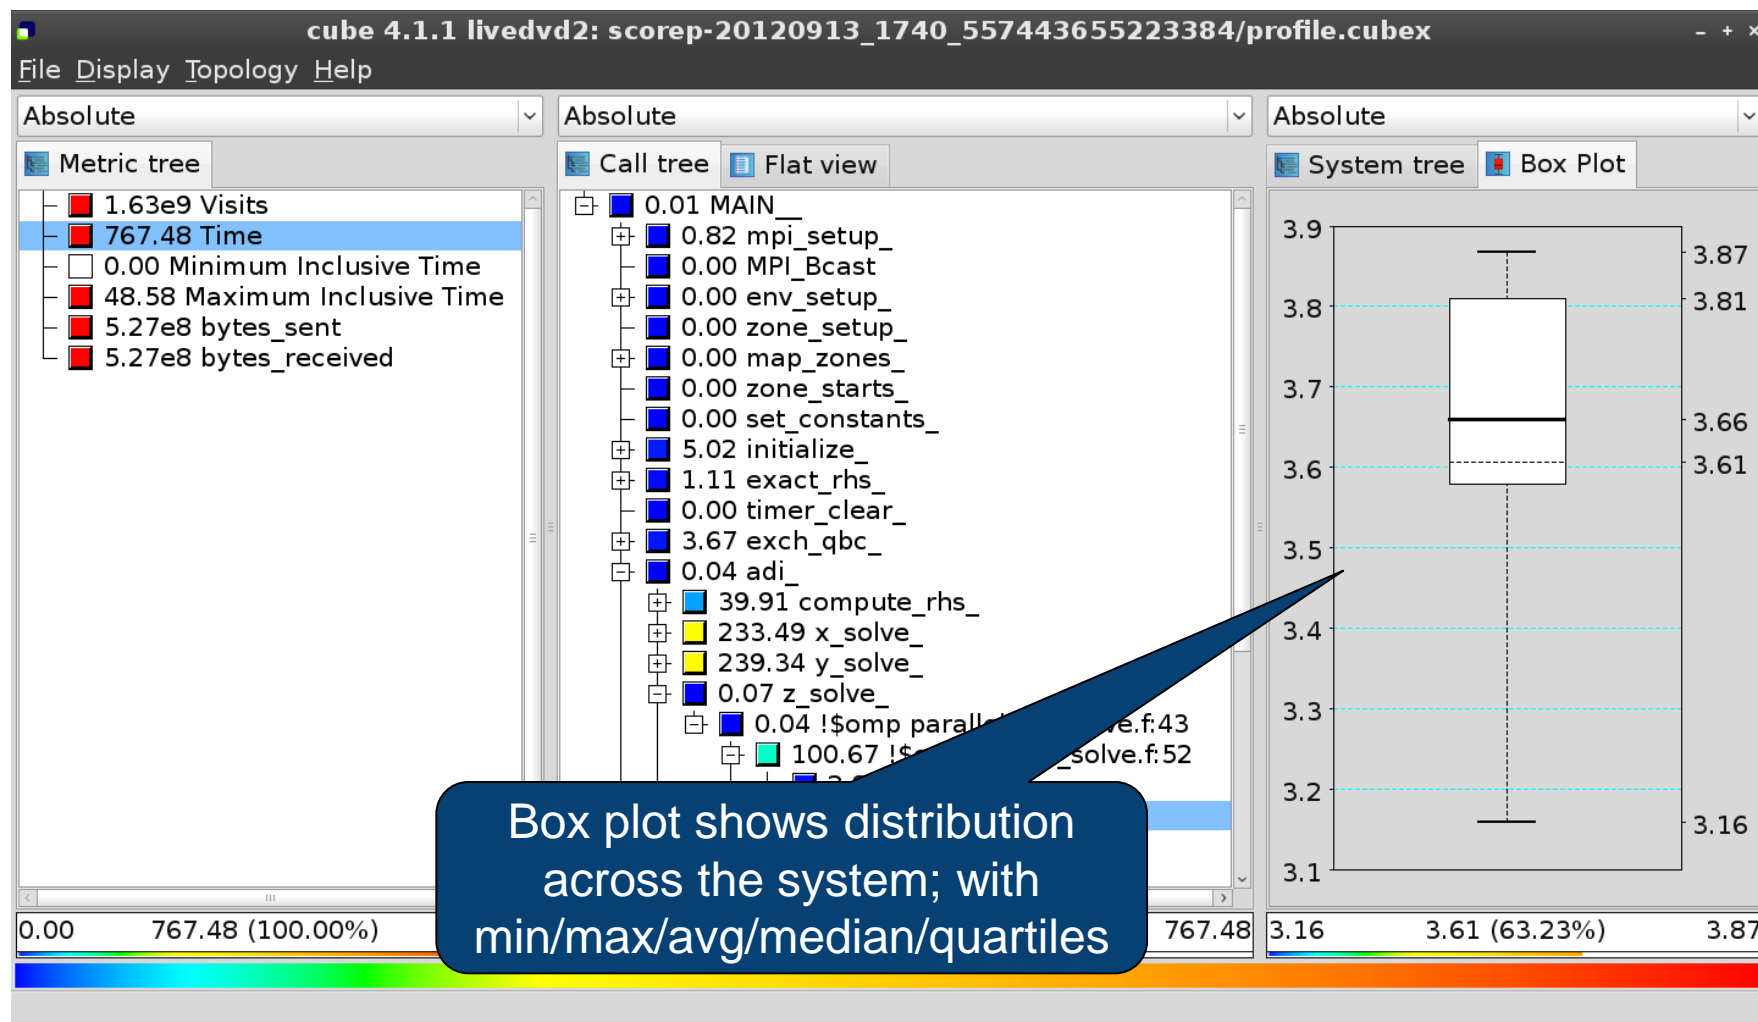 cube 4.1.1 livedvd2: scorep-20120913_1740_557443655223384/profile.cubex
File Display Topology Help
Absolute
Absolute
Absolute
Metric tree
Call tree
Flat view
System tree
Box Plot
1.63e9 Visits
767.48 Time
0.00 Minimum Inclusive Time
48.58 Maximum Inclusive Time
5.27e8 bytes_sent
5.27e8 bytes_received
0.01 MAIN__
0.82 mpi_setup_
0.00 MPI_Bcast
0.00 env_setup_
0.00 zone_setup_
0.00 map_zones_
0.00 zone_starts_
0.00 set_constants_
5.02 initialize_
1.11 exact_rhs_
0.00 timer_clear_
3.67 exch_qbc_
0.04 adi_
39.91 compute_rhs_
233.49 x_solve_
239.34 y_solve_
0.07 z_solve_
0.04 !$omp ve.f:43
100.67 solve.f:52
3.9
3.8
3.7
3.6
3.5
3.4
3.3
3.2
3.1
3.87
3.81
3.66
3.61
3.16
Box plot shows distribution
across the system; with
min/max/avg/median/quartiles
0.00 767.48 (100.00%)
767.48
3.16 3.61 (63.23%) 3.87